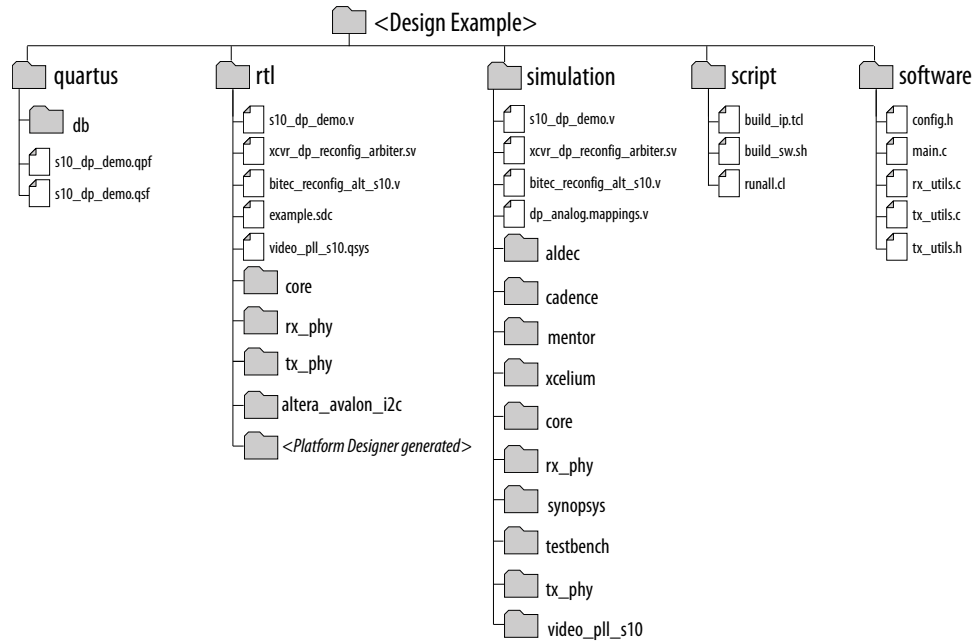 <Design Example>
quartus
db
s10_dp_demo.qpf
s10_dp_demo.qsf
rtl
s10_dp_demo.v
xcvr_dp_reconfig_arbiter.sv
bitec_reconfig_alt_s10.v
example.sdc
video_pll_s10.qsys
core
rx_phy
tx_phy
altera_avalon_i2c
<Platform Designer generated>
simulation
s10_dp_demo.v
xcvr_dp_reconfig_arbiter.sv
bitec_reconfig_alt_s10.v
dp_analog.mappings.v
aldec
cadence
mentor
xcelium
core
rx_phy
synopsys
testbench
tx_phy
video_pll_s10
script
build_ip.tcl
build_sw.sh
runall.cl
software
config.h
main.c
rx_utils.c
tx_utils.c
tx_utils.h